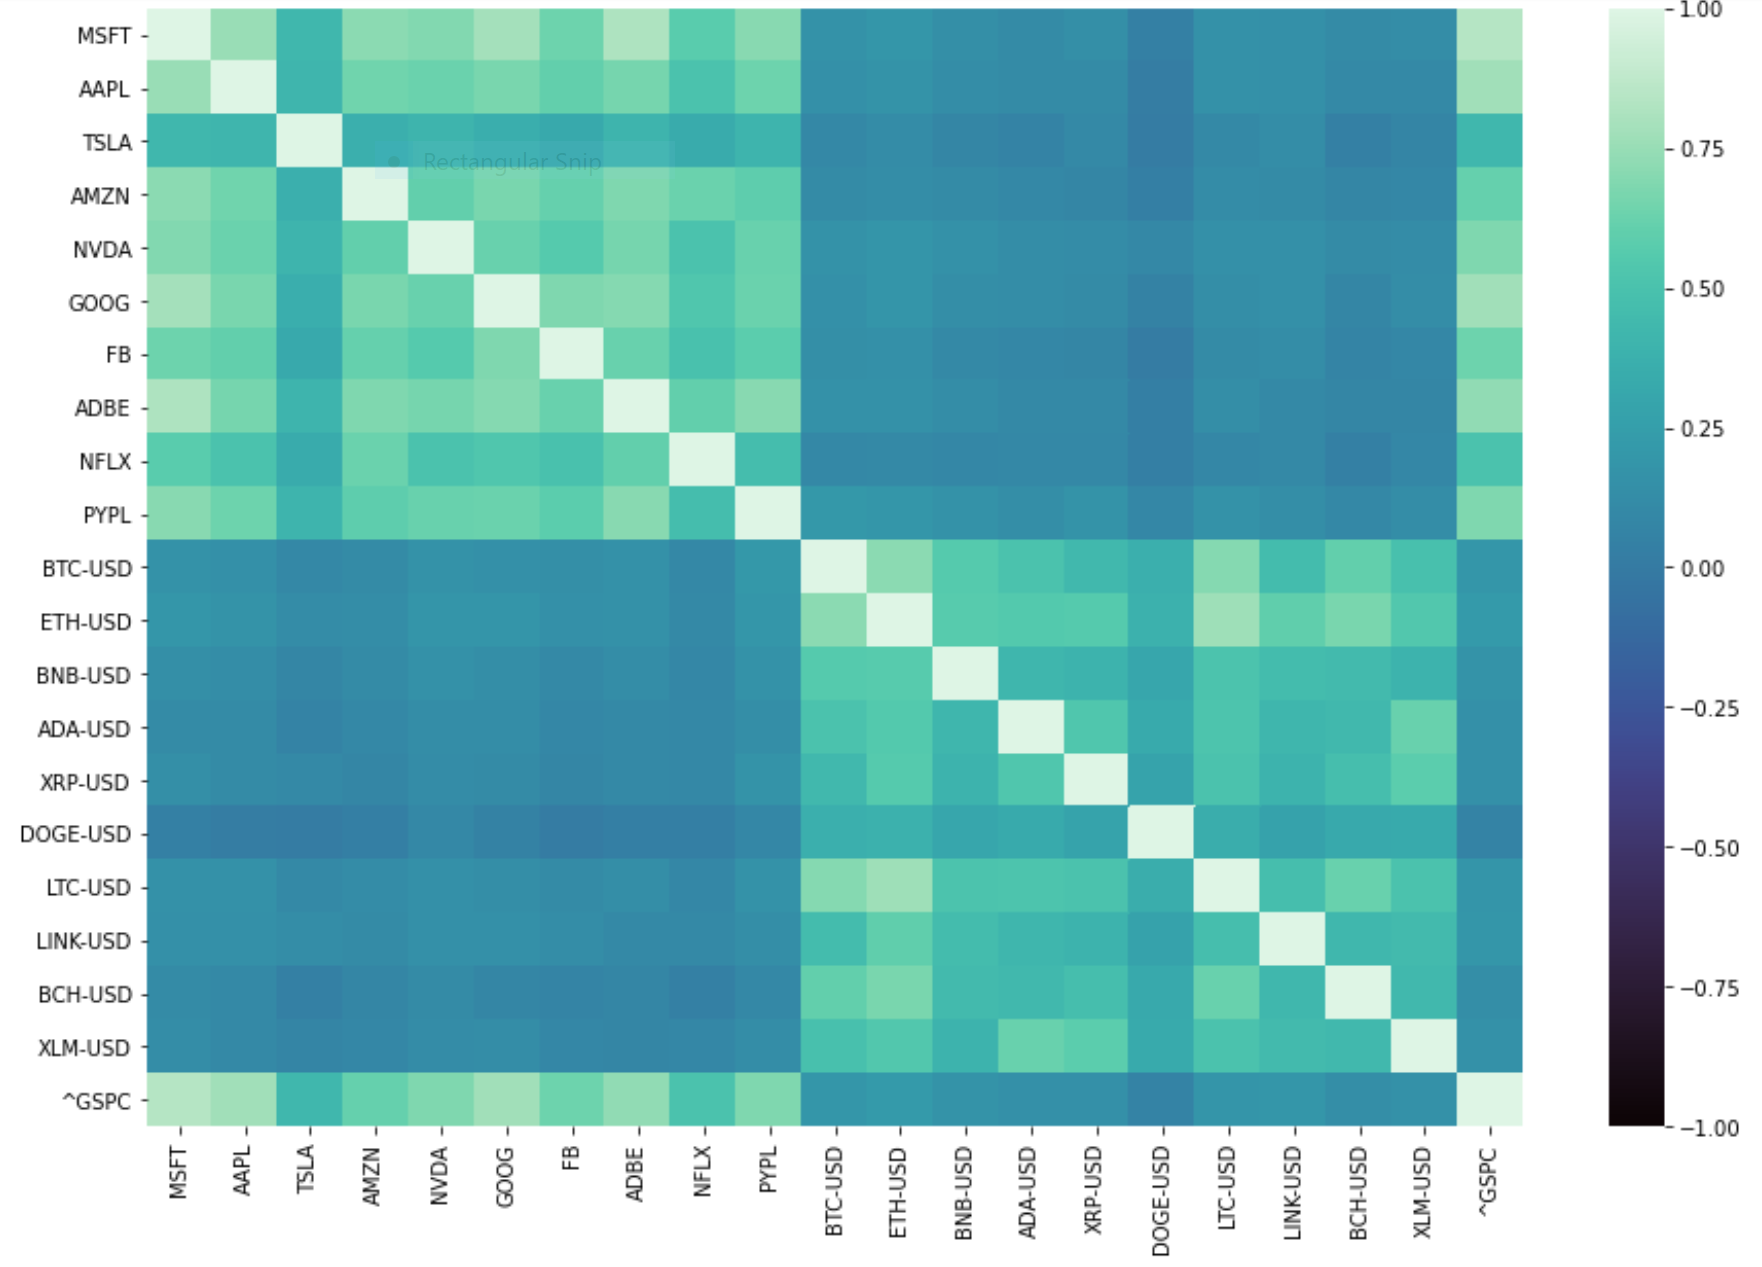 MSFT
AAPL
TSLA
Rectangular Snip
AMZN
NVDA
GOOG
FB
ADBE
NFLX
PYPL
BTC-USD
ETH-USD
BNB-USD
ADA-USD
XRP-USD
DOGE-USD
LTC-USD
LINK-USD
BCH-USD
XLM-USD
^GSPC
MSFT
AAPL
TSLA
AMZN
NVDA
GOOG
FB
ADBE
NFLX
PYPL
BTC-USD
ETH-USD
BNB-USD
ADA-USD
XRP-USD
DOGE-USD
LTC-USD
LINK-USD
BCH-USD
XLM-USD
^GSPC
1.00
0.75
0.50
0.25
0.00
−0.25
−0.50
−0.75
−1.00